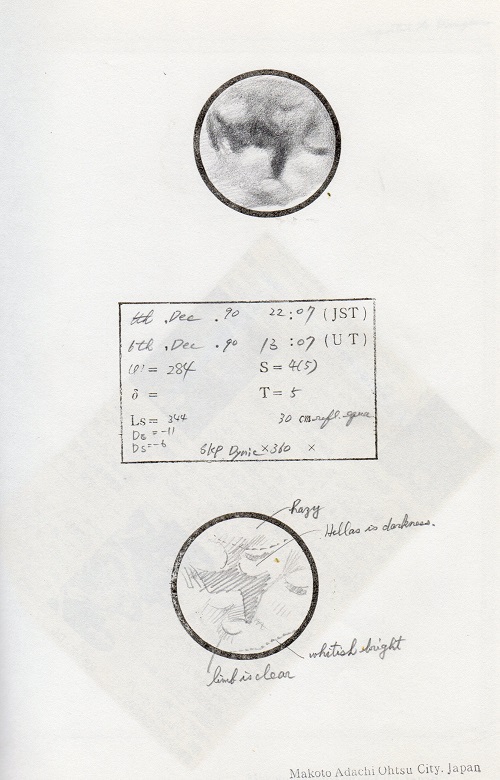 6th .Dec .90 22:07 (JST)
6th .Dec .90 13:07 (UT)
ω = 284 S = 4(5)
δ = T = 5
Ls = 344 30 cm refl.
DE = -11
DS = -6 ×360 ×
hazy
Hellas is darkness.
whitish bright
limb is clear
Makoto Adachi Ohtsu City. Japan